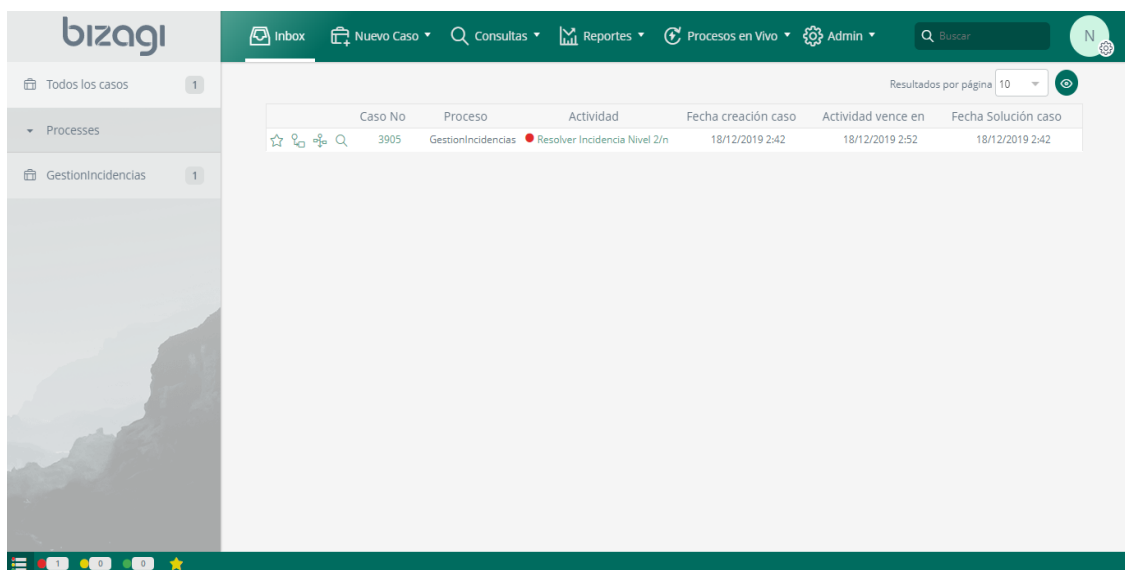 bizagi
Inbox Nuevo Caso Consultas Reportes Procesos en Vivo Admin Buscar N
Todos los casos 1
Resultados por página 10
Caso No Proceso Actividad Fecha creación caso Actividad vence en Fecha Solución caso
Processes
3905 GestionIncidencias Resolver Incidencia Nivel 2/n 18/12/2019 2:42 18/12/2019 2:52 18/12/2019 2:42
GestionIncidencias 1
1 0 0